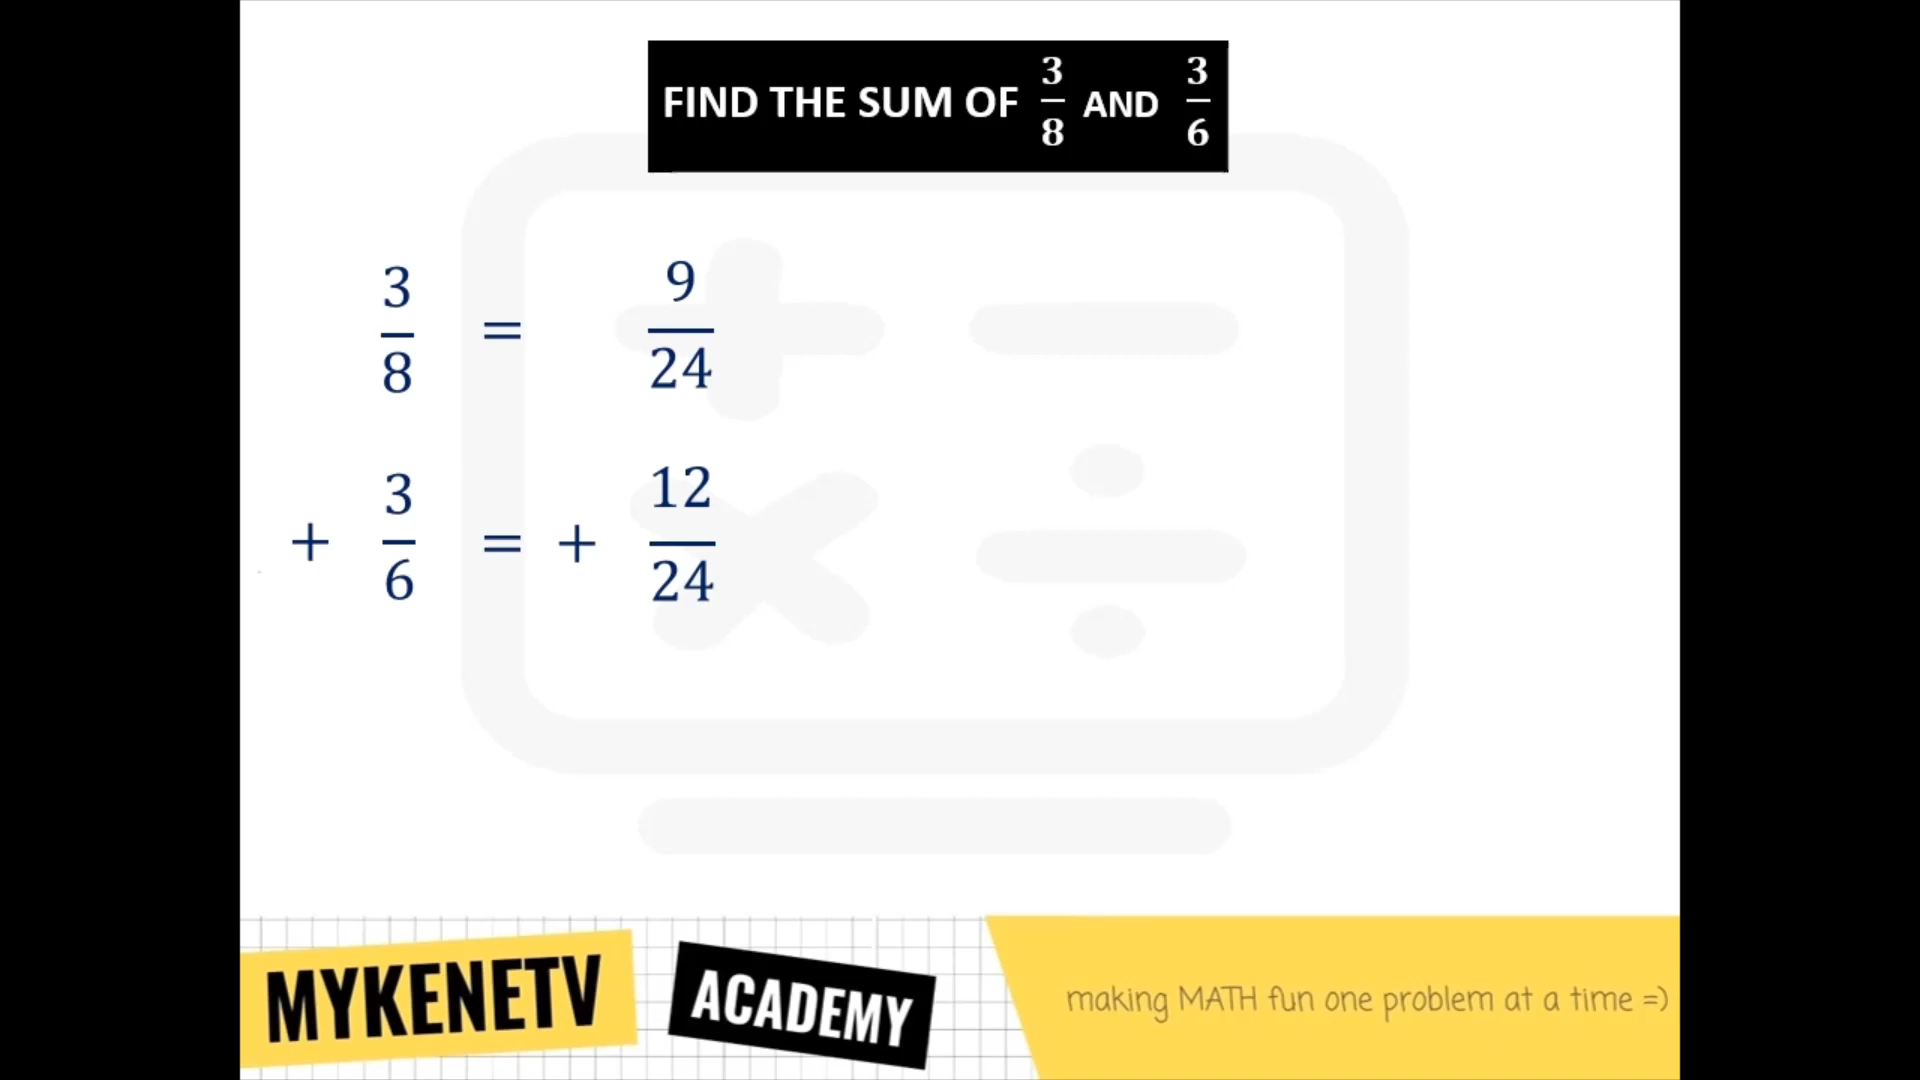 FIND THE SUM OF 3/8 AND 3/6
3/8 = 9/24
+ 3/6 = + 12/24
MYKENETV ACADEMY
making MATH fun one problem at a time =)